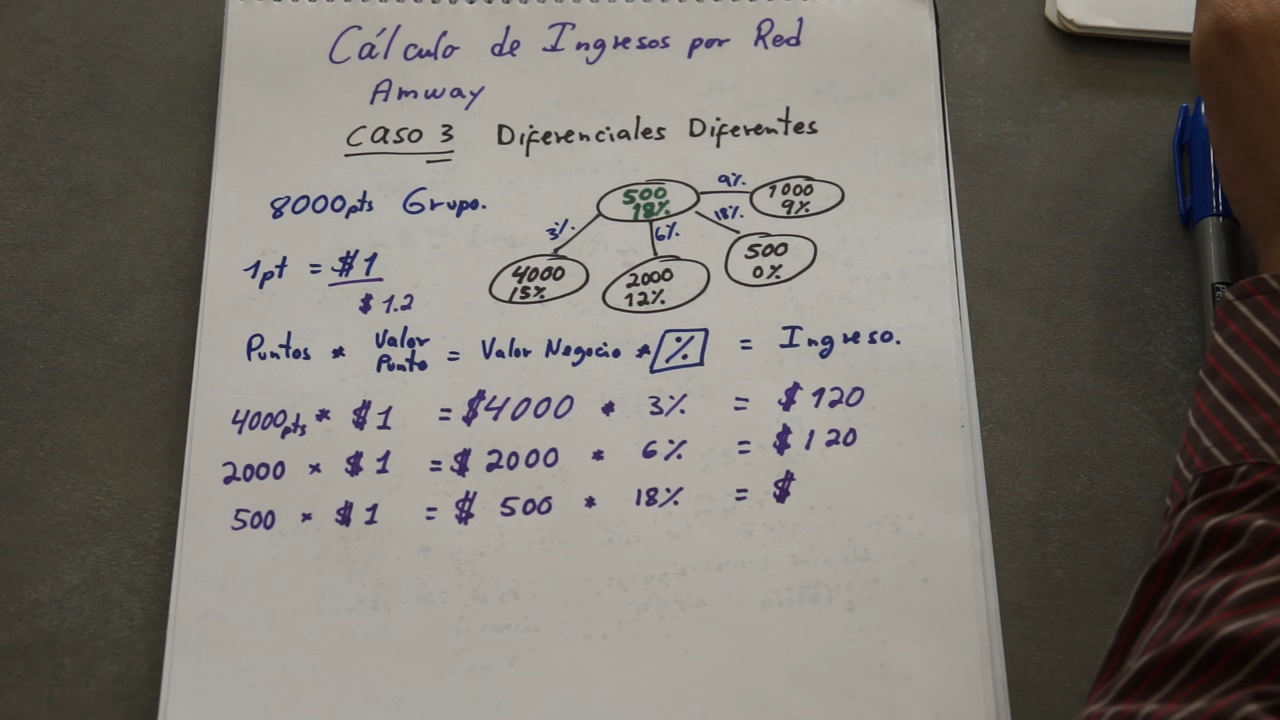 Cálculo de Ingresos por Red
Amway
Caso 3 Diferenciales Diferentes
8000pts Grupo.
500
18%
9%
1000
9%
3%
6%
18%
4000
15%
2000
12%
500
0%
1pt = $1
$1.2
Puntos * Valor Punto = Valor Negocio * % = Ingreso.
4000pts * $1 = $4000 * 3% = $120
2000 * $1 = $2000 * 6% = $120
500 * $1 = $ 500 * 18% = $